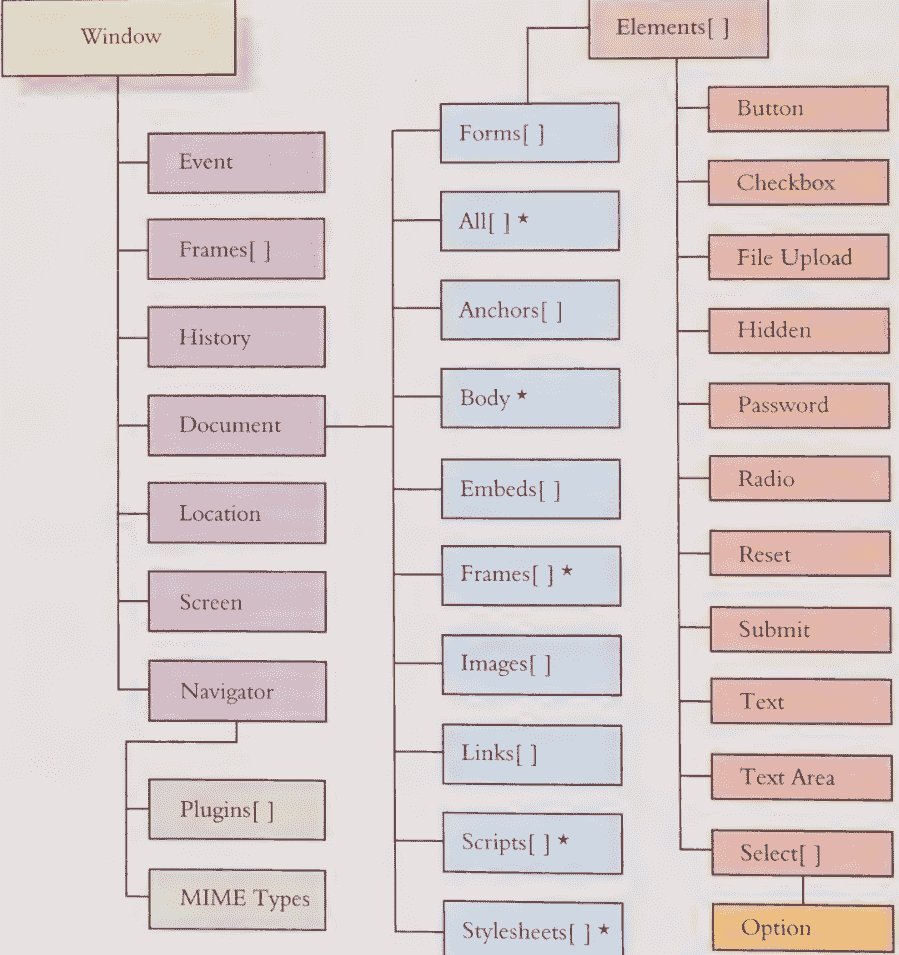 Window
Event
Frames[ ]
History
Document
Location
Screen
Navigator
Plugins[ ]
MIME Types
Forms[ ]
All[ ] ★
Anchors[ ]
Body ★
Embeds[ ]
Frames[ ] ★
Images[ ]
Links[ ]
Scripts[ ] ★
Stylesheets[ ] ★
Elements[ ]
Button
Checkbox
File Upload
Hidden
Password
Radio
Reset
Submit
Text
Text Area
Select[ ]
Option